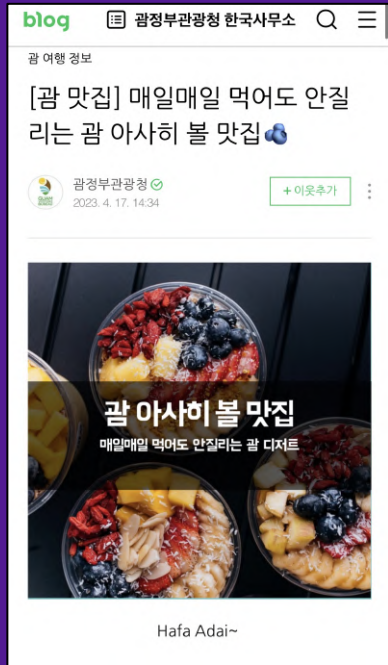 blog 괌정부관광청 한국사무소
괌 여행 정보
[괌 맛집] 매일매일 먹어도 안질
리는 괌 아사히 볼 맛집🫐
괌정부관광청
+이웃추가
2023. 4. 17. 14:34
괌 아사히 볼 맛집
매일매일 먹어도 안질리는 괌 디저트
Hafa Adai~